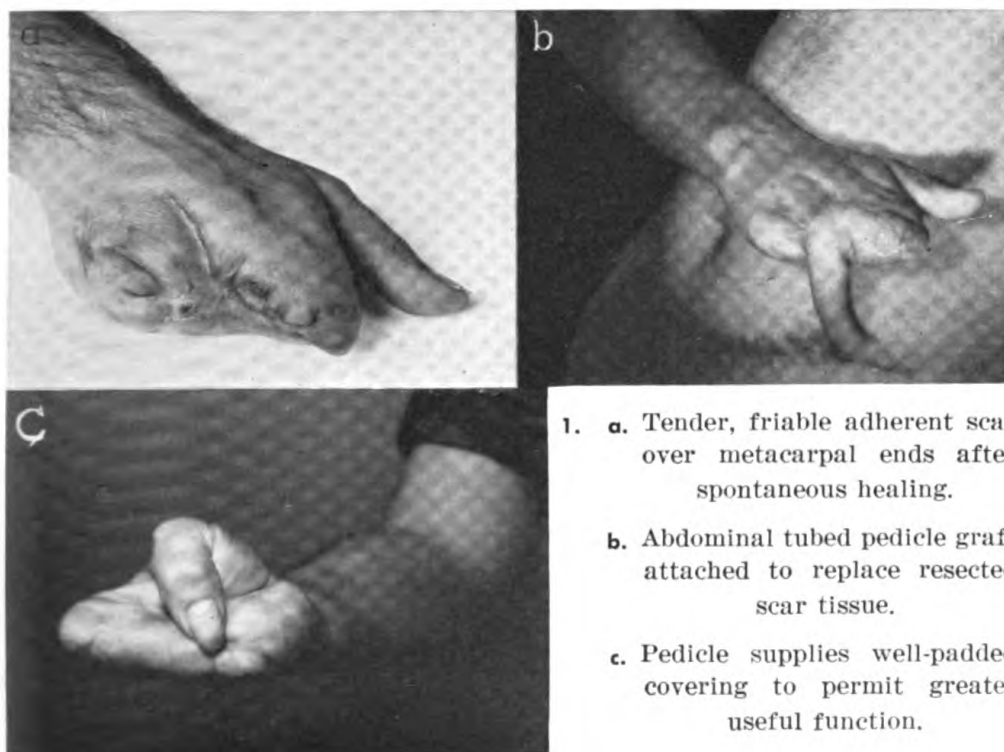 a
b
c
1. a. Tender, friable adherent sca
over metacarpal ends afte
spontaneous healing.
b. Abdominal tubed pedicle graf
attached to replace resecte
scar tissue.
c. Pedicle supplies well-padde
covering to permit greate
useful function.